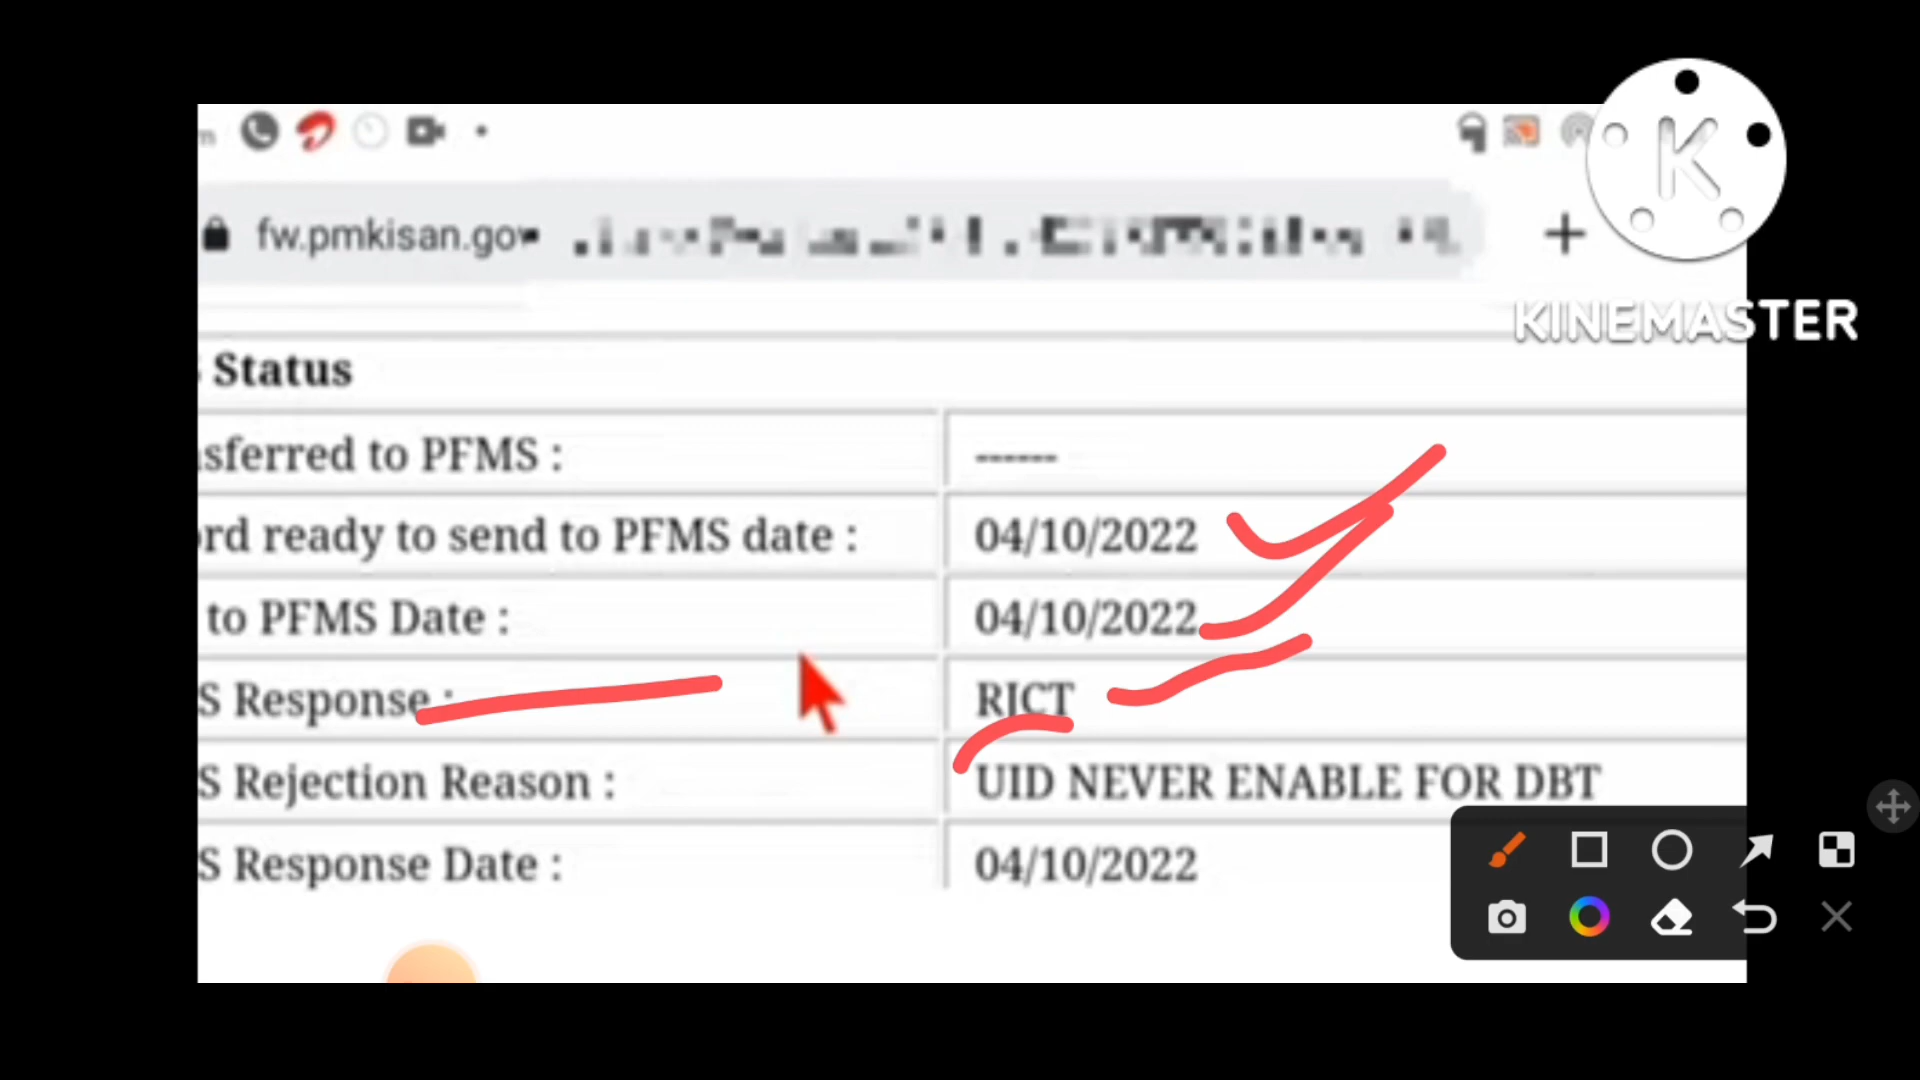 K
fw.pmkisan.gov
KINEMASTER
Status
sferred to PFMS : ------
rd ready to send to PFMS date : 04/10/2022
to PFMS Date : 04/10/2022
S Response : RJCT
S Rejection Reason : UID NEVER ENABLE FOR DBT
S Response Date : 04/10/2022